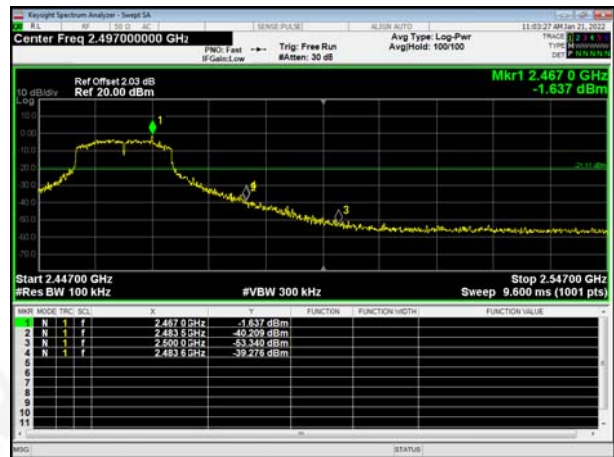 Keysight Spectrum Analyzer - Swept SA
RL RF 50 Ω AC SENSE:PULSE ALIGN AUTO 11:03:27 AM Jan 21, 2022
Center Freq 2.497000000 GHz
PNO: Fast
IFGain:Low
Trig: Free Run
#Atten: 30 dB
Avg Type: Log-Pwr
Avg|Hold: 100/100
TRACE 1 2 3 4 5 6
TYPE M W W W W W
DET P N N N N N
Mkr1 2.467 0 GHz
-1.637 dBm
Ref Offset 2.03 dB
10 dB/div Ref 20.00 dBm
Log
10.0
0.00
-10.0
-20.0
-30.0
-40.0
-50.0
-60.0
-70.0
1
3
Start 2.44700 GHz
#Res BW 100 kHz
#VBW 300 kHz
Stop 2.54700 GHz
Sweep 9.600 ms (1001 pts)
MKR MODE TRC SCL X Y FUNCTION FUNCTION WIDTH FUNCTION VALUE
1 N 1 f 2.467 0 GHz -1.637 dBm
2 N 1 f 2.483 5 GHz -40.209 dBm
3 N 1 f 2.500 0 GHz -53.340 dBm
4 N 1 f 2.483 6 GHz -39.276 dBm
5
6
7
8
9
10
11
MSG STATUS